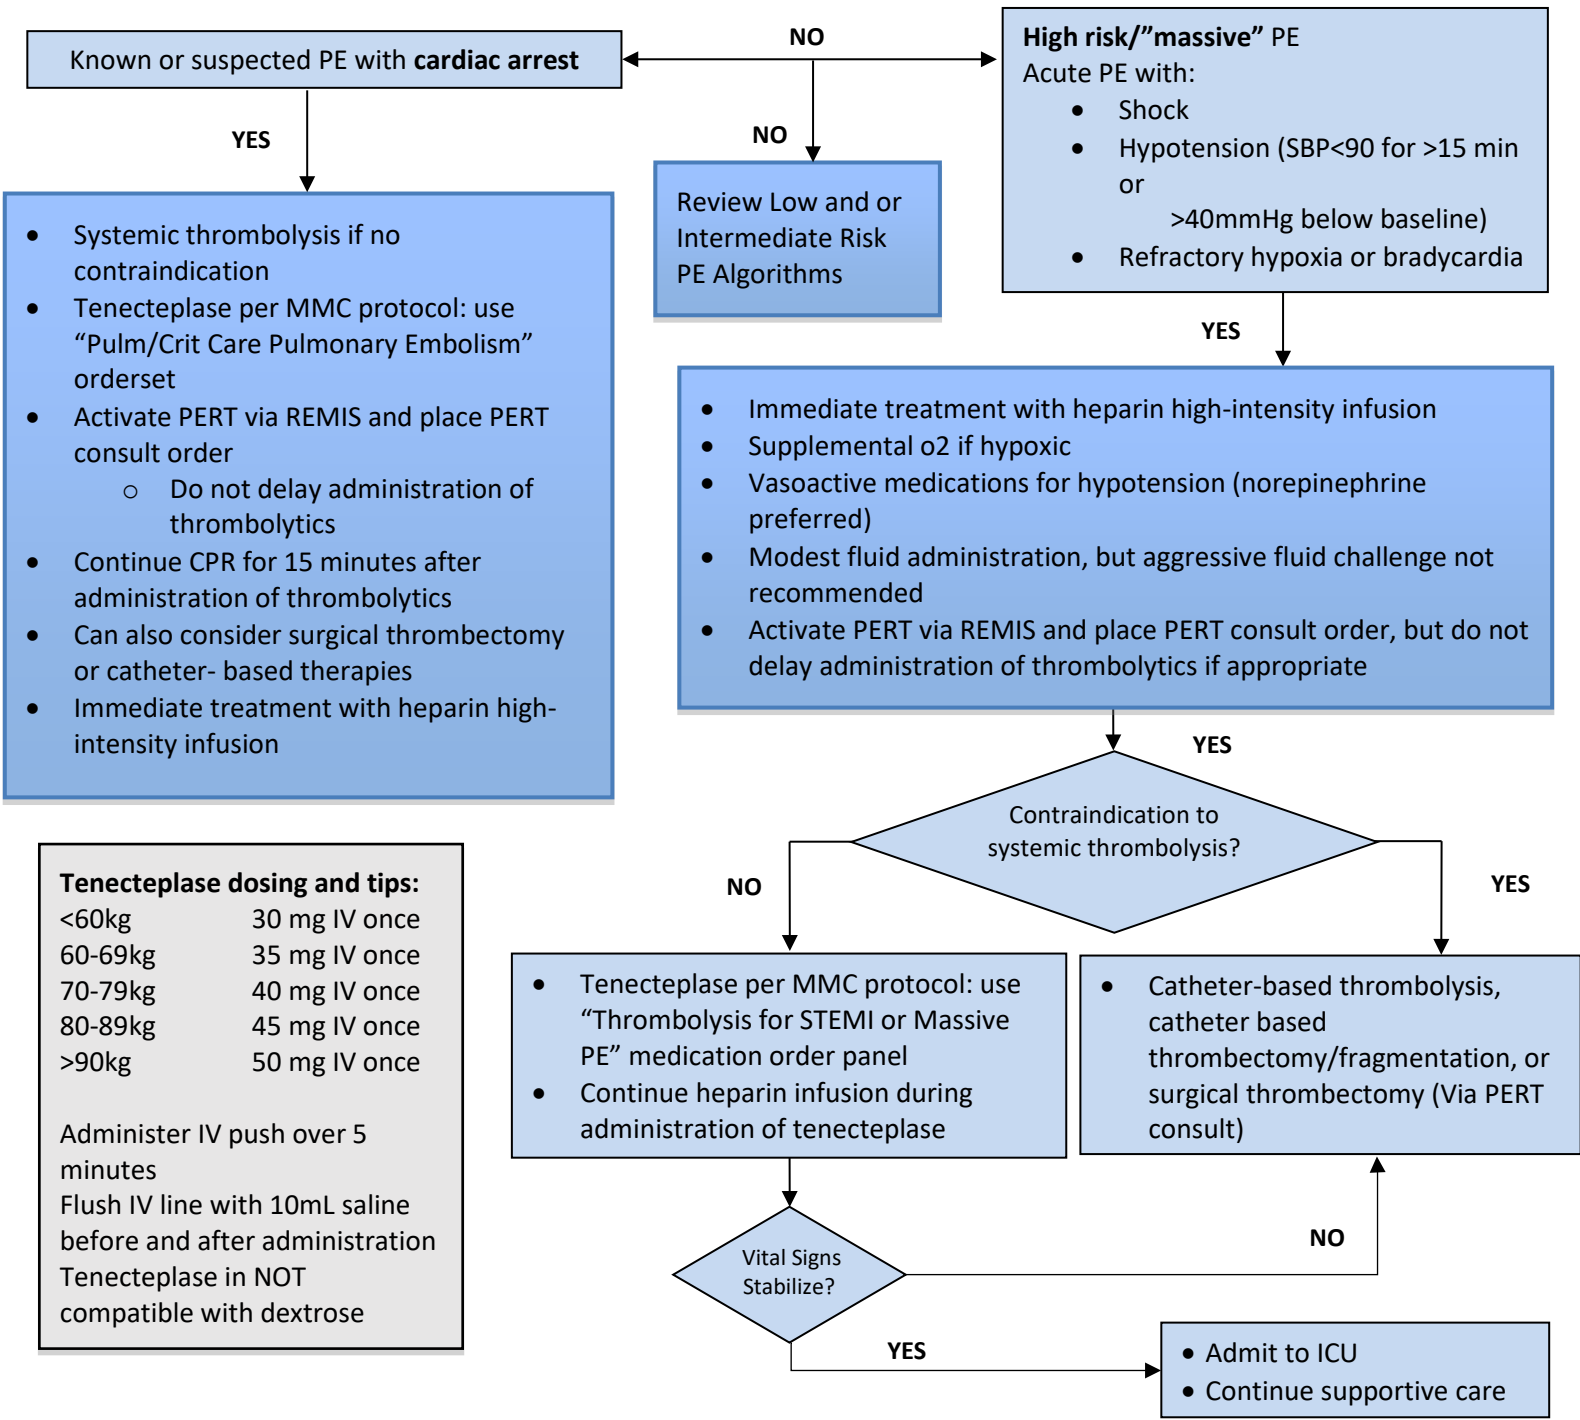 Known or suspected PE with cardiac arrest
NO
High risk/”massive” PE
Acute PE with:
• Shock
• Hypotension (SBP<90 for >15 min
or
>40mmHg below baseline)
• Refractory hypoxia or bradycardia
YES
NO
Review Low and or
Intermediate Risk
PE Algorithms
• Systemic thrombolysis if no
contraindication
• Tenecteplase per MMC protocol: use
“Pulm/Crit Care Pulmonary Embolism”
orderset
• Activate PERT via REMIS and place PERT
consult order
o Do not delay administration of
thrombolytics
• Continue CPR for 15 minutes after
administration of thrombolytics
• Can also consider surgical thrombectomy
or catheter- based therapies
• Immediate treatment with heparin high-
intensity infusion
YES
• Immediate treatment with heparin high-intensity infusion
• Supplemental o2 if hypoxic
• Vasoactive medications for hypotension (norepinephrine
preferred)
• Modest fluid administration, but aggressive fluid challenge not
recommended
• Activate PERT via REMIS and place PERT consult order, but do not
delay administration of thrombolytics if appropriate
YES
Contraindication to
systemic thrombolysis?
NO
YES
Tenecteplase dosing and tips:
<60kg 30 mg IV once
60-69kg 35 mg IV once
70-79kg 40 mg IV once
80-89kg 45 mg IV once
>90kg 50 mg IV once
Administer IV push over 5
minutes
Flush IV line with 10mL saline
before and after administration
Tenecteplase in NOT
compatible with dextrose
• Tenecteplase per MMC protocol: use
“Thrombolysis for STEMI or Massive
PE” medication order panel
• Continue heparin infusion during
administration of tenecteplase
• Catheter-based thrombolysis,
catheter based
thrombectomy/fragmentation, or
surgical thrombectomy (Via PERT
consult)
Vital Signs
Stabilize?
NO
YES
• Admit to ICU
• Continue supportive care